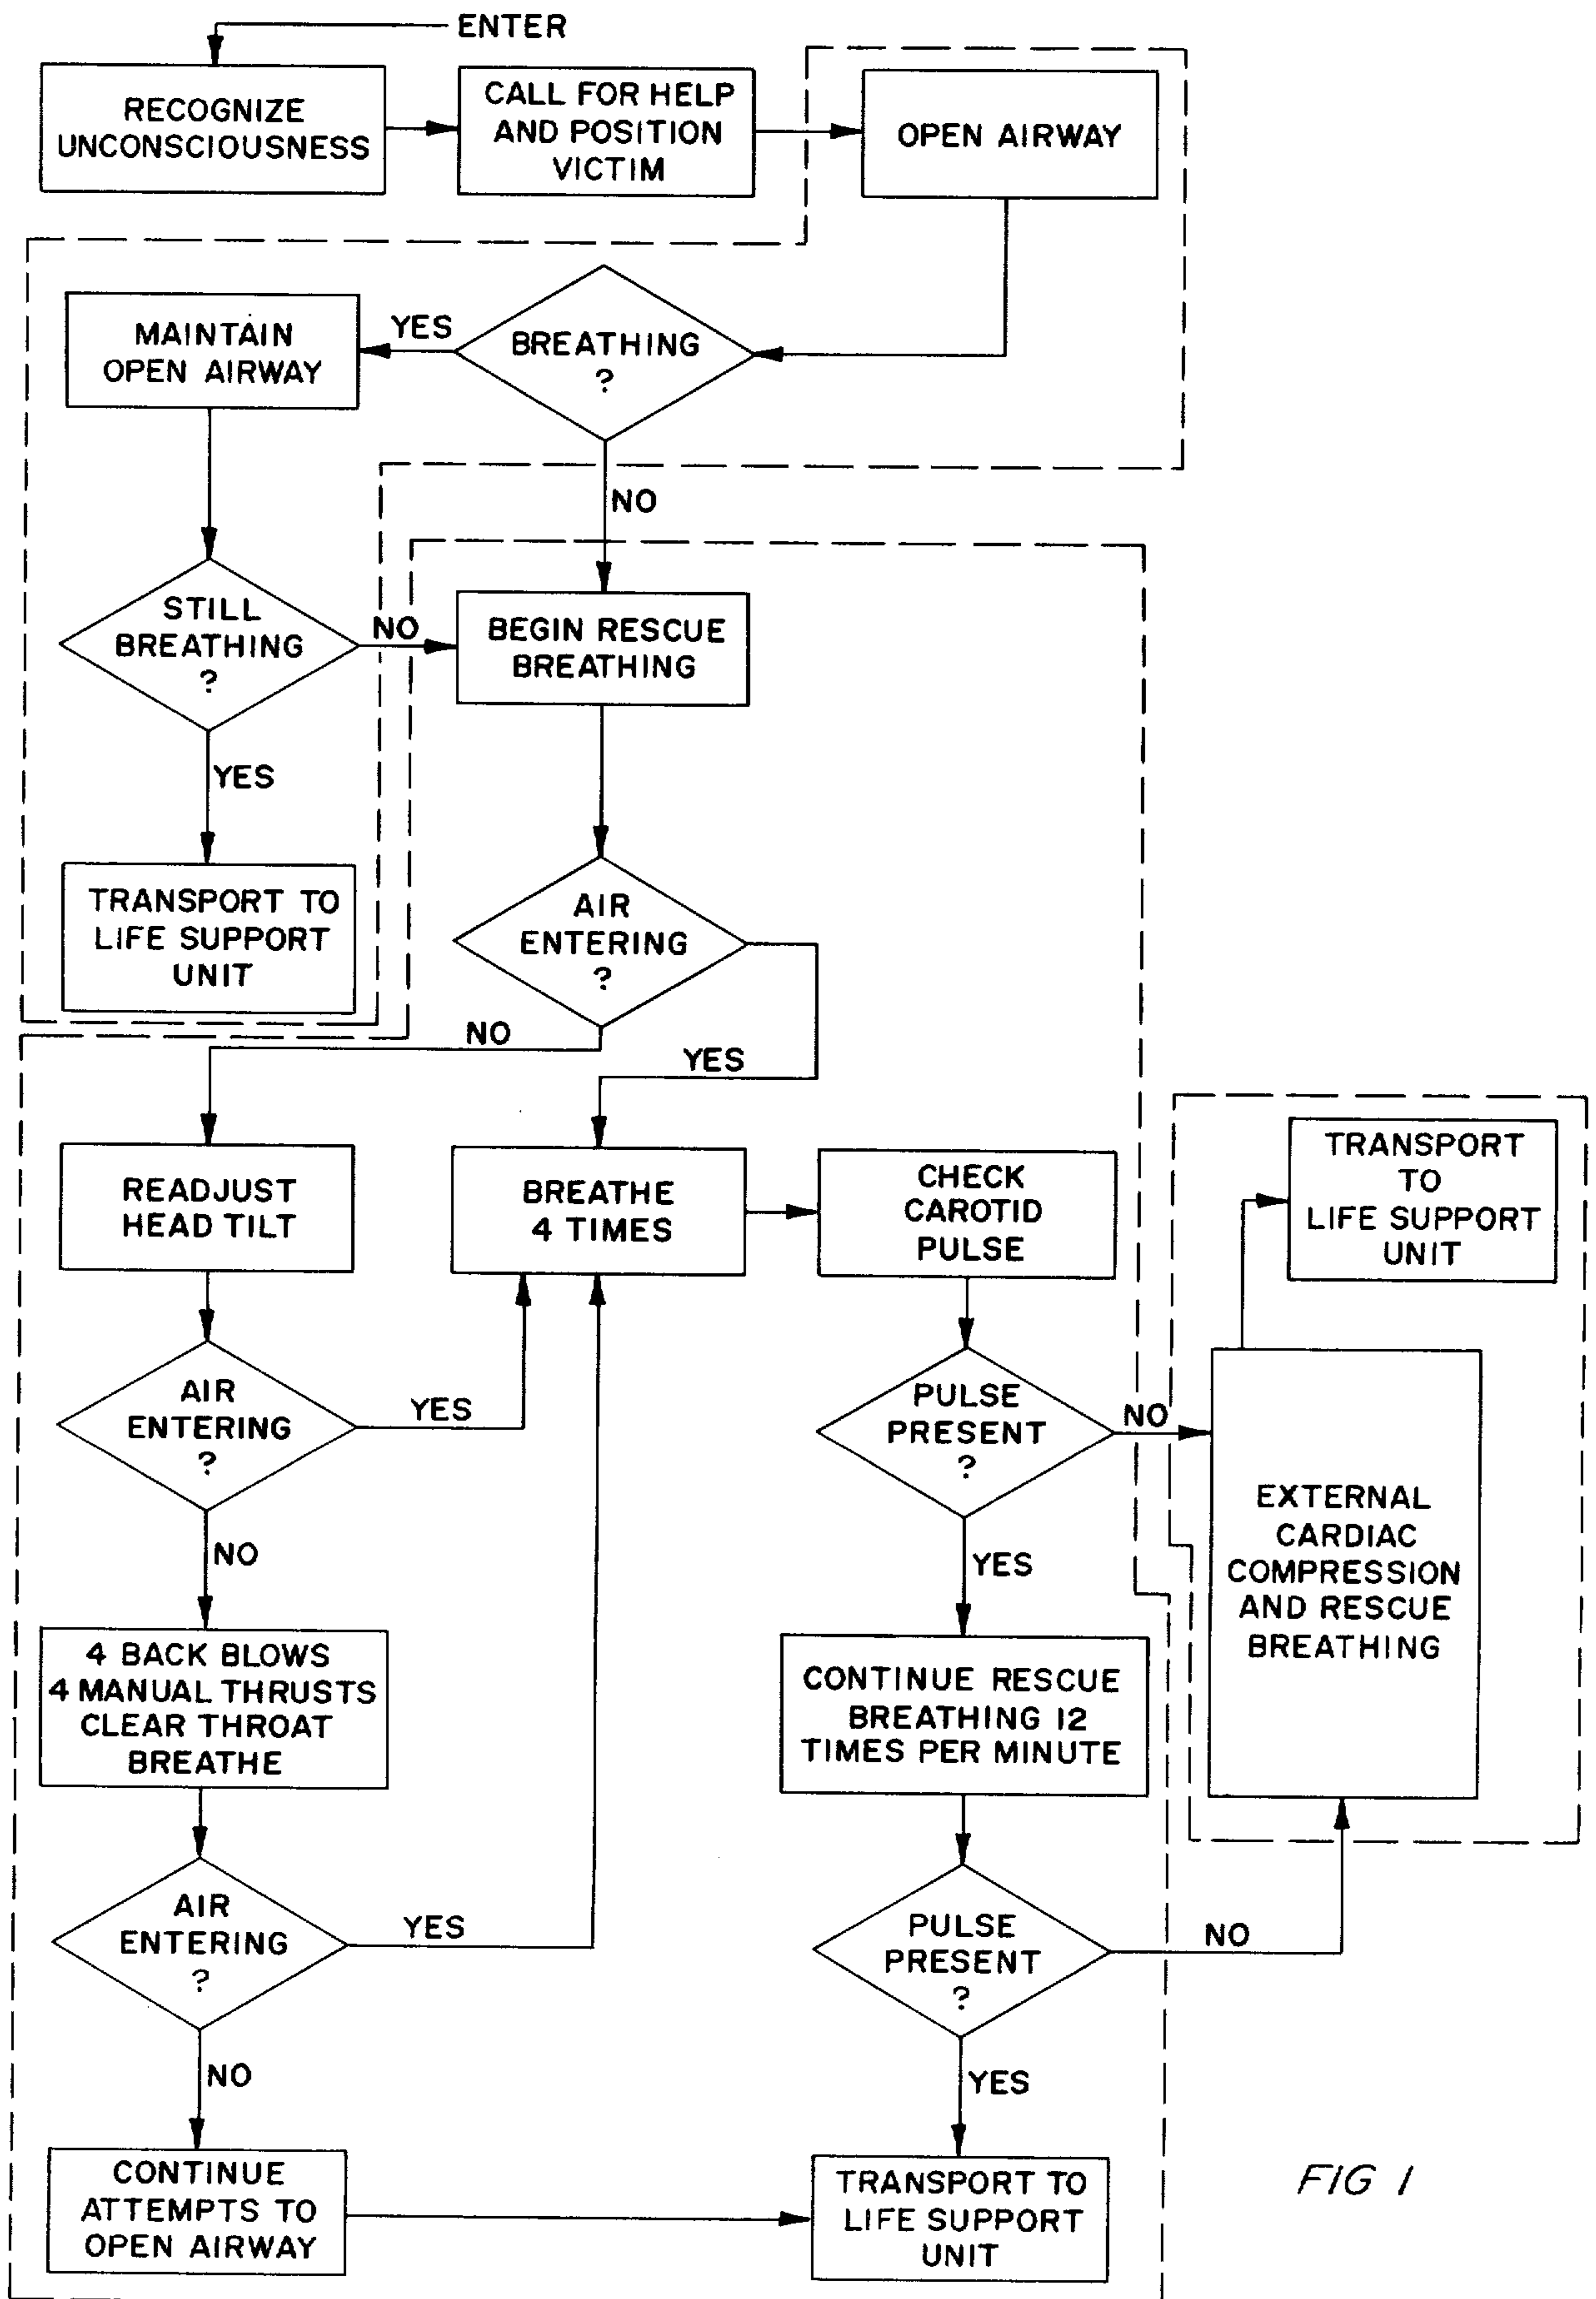 ENTER
RECOGNIZE
UNCONSCIOUSNESS
CALL FOR HELP
AND POSITION
VICTIM
OPEN AIRWAY
MAINTAIN
OPEN AIRWAY
YES
BREATHING
?
NO
STILL
BREATHING
?
NO
BEGIN RESCUE
BREATHING
YES
TRANSPORT TO
LIFE SUPPORT
UNIT
AIR
ENTERING
?
NO
YES
READJUST
HEAD TILT
BREATHE
4 TIMES
CHECK
CAROTID
PULSE
TRANSPORT
TO
LIFE SUPPORT
UNIT
AIR
ENTERING
?
YES
PULSE
PRESENT
?
NO
EXTERNAL
CARDIAC
COMPRESSION
AND RESCUE
BREATHING
NO
YES
4 BACK BLOWS
4 MANUAL THRUSTS
CLEAR THROAT
BREATHE
CONTINUE RESCUE
BREATHING 12
TIMES PER MINUTE
AIR
ENTERING
?
YES
PULSE
PRESENT
?
NO
NO
YES
CONTINUE
ATTEMPTS TO
OPEN AIRWAY
TRANSPORT TO
LIFE SUPPORT
UNIT
FIG 1